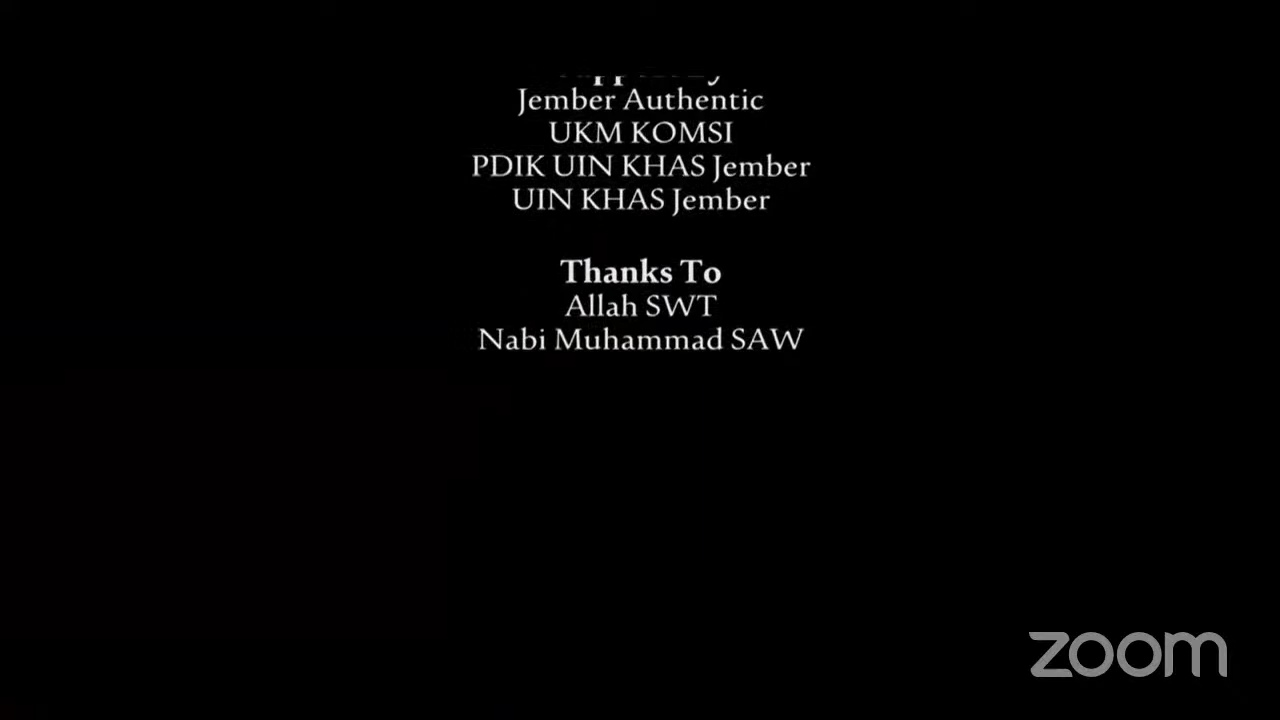 Jember Authentic
UKM KOMSI
PDIK UIN KHAS Jember
UIN KHAS Jember
Thanks To
Allah SWT
Nabi Muhammad SAW
zoom